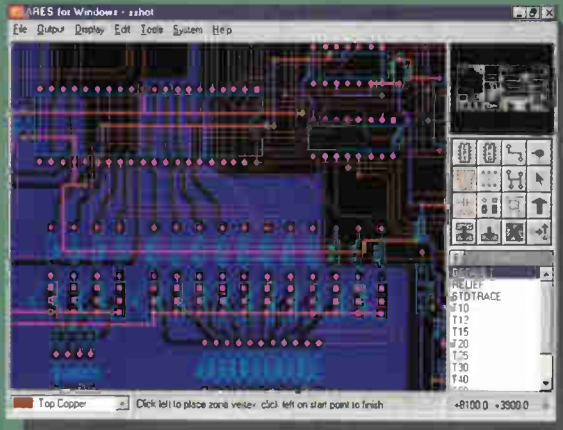 ARES for Windows - sshot
File Output Display Edit Tools System Help
DEFAULT
RELIEF
STDTRACE
T10
T12
T15
T20
T25
T30
T40
Top Copper Click left to place zone vertex, click left on start point to finish +8100.0 +3900.0